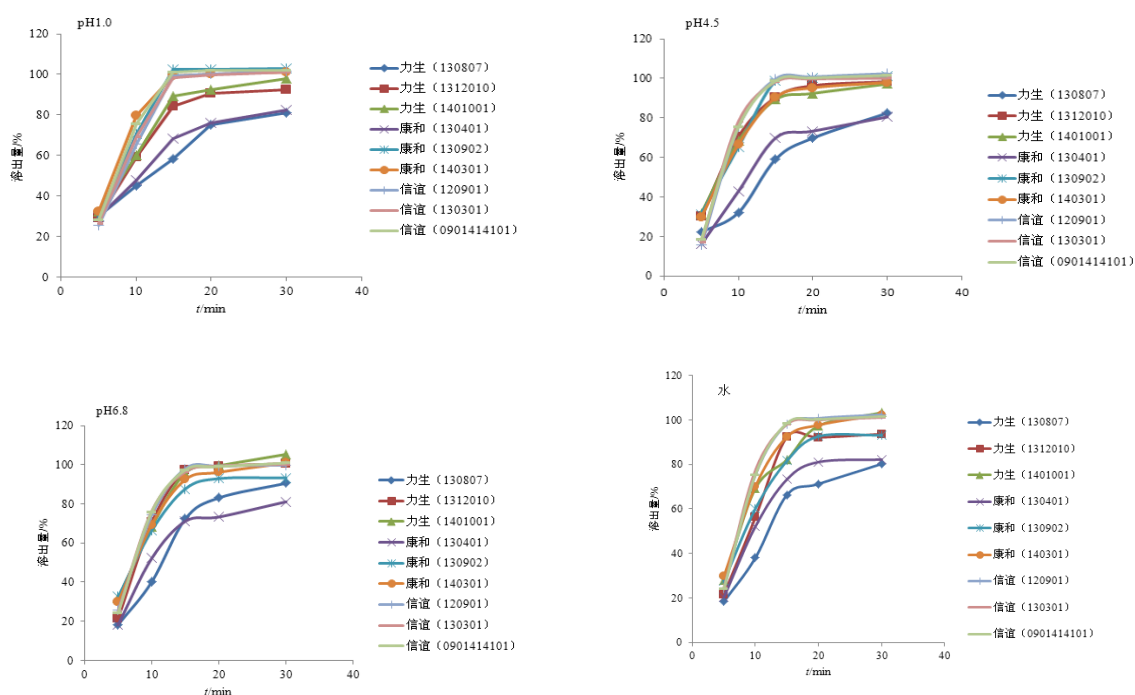 pH1.0
120
100
80
60
40
20
0
溶出量/%
0
10
20
30
40
t/min
力生（130807）
力生（1312010）
力生（1401001）
康和（130401）
康和（130902）
康和（140301）
信谊（120901）
信谊（130301）
信谊（0901414101）
pH4.5
120
100
80
60
40
20
0
溶出量/%
0
10
20
30
40
t/min
力生（130807）
力生（1312010）
力生（1401001）
康和（130401）
康和（130902）
康和（140301）
信谊（120901）
信谊（130301）
信谊（0901414101）
pH6.8
120
100
80
60
40
20
0
溶出量/%
0
10
20
30
40
t/min
力生（130807）
力生（1312010）
力生（1401001）
康和（130401）
康和（130902）
康和（140301）
信谊（120901）
信谊（130301）
信谊（0901414101）
水
120
100
80
60
40
20
0
溶出量/%
0
10
20
30
40
t/min
力生（130807）
力生（1312010）
力生（1401001）
康和（130401）
康和（130902）
康和（140301）
信谊（120901）
信谊（130301）
信谊（0901414101）